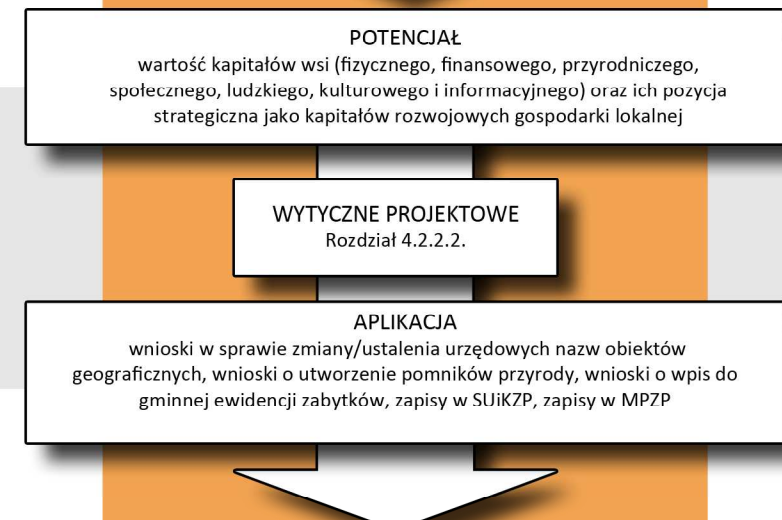 POTENCJAŁ
wartość kapitałów wsi (fizycznego, finansowego, przyrodniczego,
społecznego, ludzkiego, kulturowego i informacyjnego) oraz ich pozycja
strategiczna jako kapitałów rozwojowych gospodarki lokalnej
WYTYCZNE PROJEKTOWE
Rozdział 4.2.2.2.
APLIKACJA
wnioski w sprawie zmiany/ustalenia urzędowych nazw obiektów
geograficznych, wnioski o utworzenie pomników przyrody, wnioski o wpis do
gminnej ewidencji zabytków, zapisy w SUiKZP, zapisy w MPZP